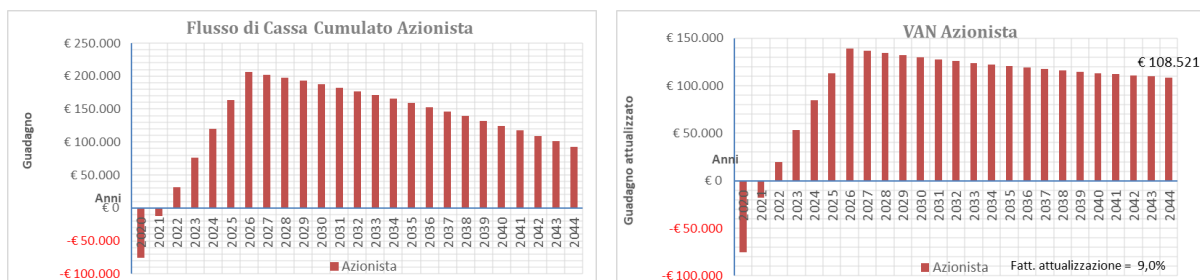 Flusso di Cassa Cumulato Azionista
Guadagno
€ 250.000
€ 200.000
€ 150.000
€ 100.000
€ 50.000
Anni
€ 0
-€ 50.000
-€ 100.000
2020 2021 2022 2023 2024 2025 2026 2027 2028 2029 2030 2031 2032 2033 2034 2035 2036 2037 2038 2039 2040 2041 2042 2043 2044
Azionista
VAN Azionista
Guadagno attualizzato
€ 150.000
€ 108.521
€ 100.000
€ 50.000
Anni
€ 0
-€ 50.000
-€ 100.000
2020 2021 2022 2023 2024 2025 2026 2027 2028 2029 2030 2031 2032 2033 2034 2035 2036 2037 2038 2039 2040 2041 2042 2043 2044
Azionista
Fatt. attualizzazione = 9,0%